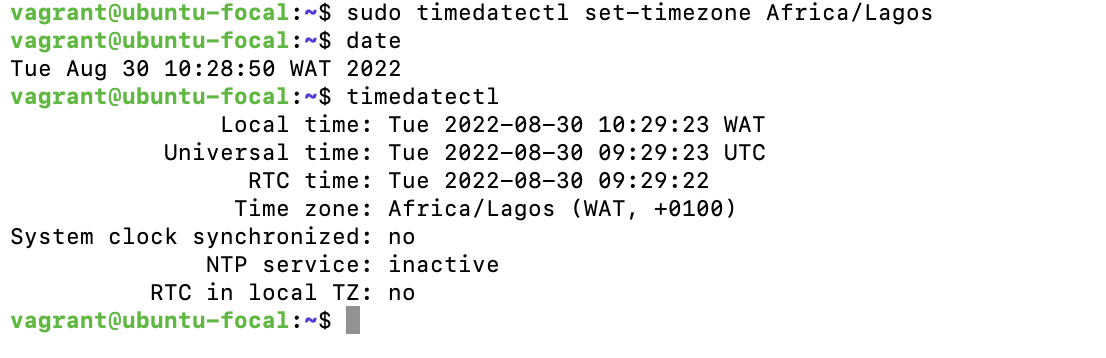 vagrant@ubuntu-focal:~$ sudo timedatectl set-timezone Africa/Lagos
vagrant@ubuntu-focal:~$ date
Tue Aug 30 10:28:50 WAT 2022
vagrant@ubuntu-focal:~$ timedatectl
Local time: Tue 2022-08-30 10:29:23 WAT
Universal time: Tue 2022-08-30 09:29:23 UTC
RTC time: Tue 2022-08-30 09:29:22
Time zone: Africa/Lagos (WAT, +0100)
System clock synchronized: no
NTP service: inactive
RTC in local TZ: no
vagrant@ubuntu-focal:~$